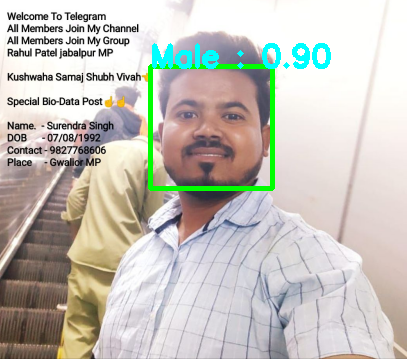 Welcome To Telegram
All Members Join My Channel
All Members Join My Group
Rahul Patel jabalpur MP
Male : 0.90
Kushwaha Samaj Shubh Vivah👈
Special Bio-Data Post👍👍
Name. - Surendra Singh
DOB - 07/08/1992
Contact - 9827768606
Place - Gwalior MP